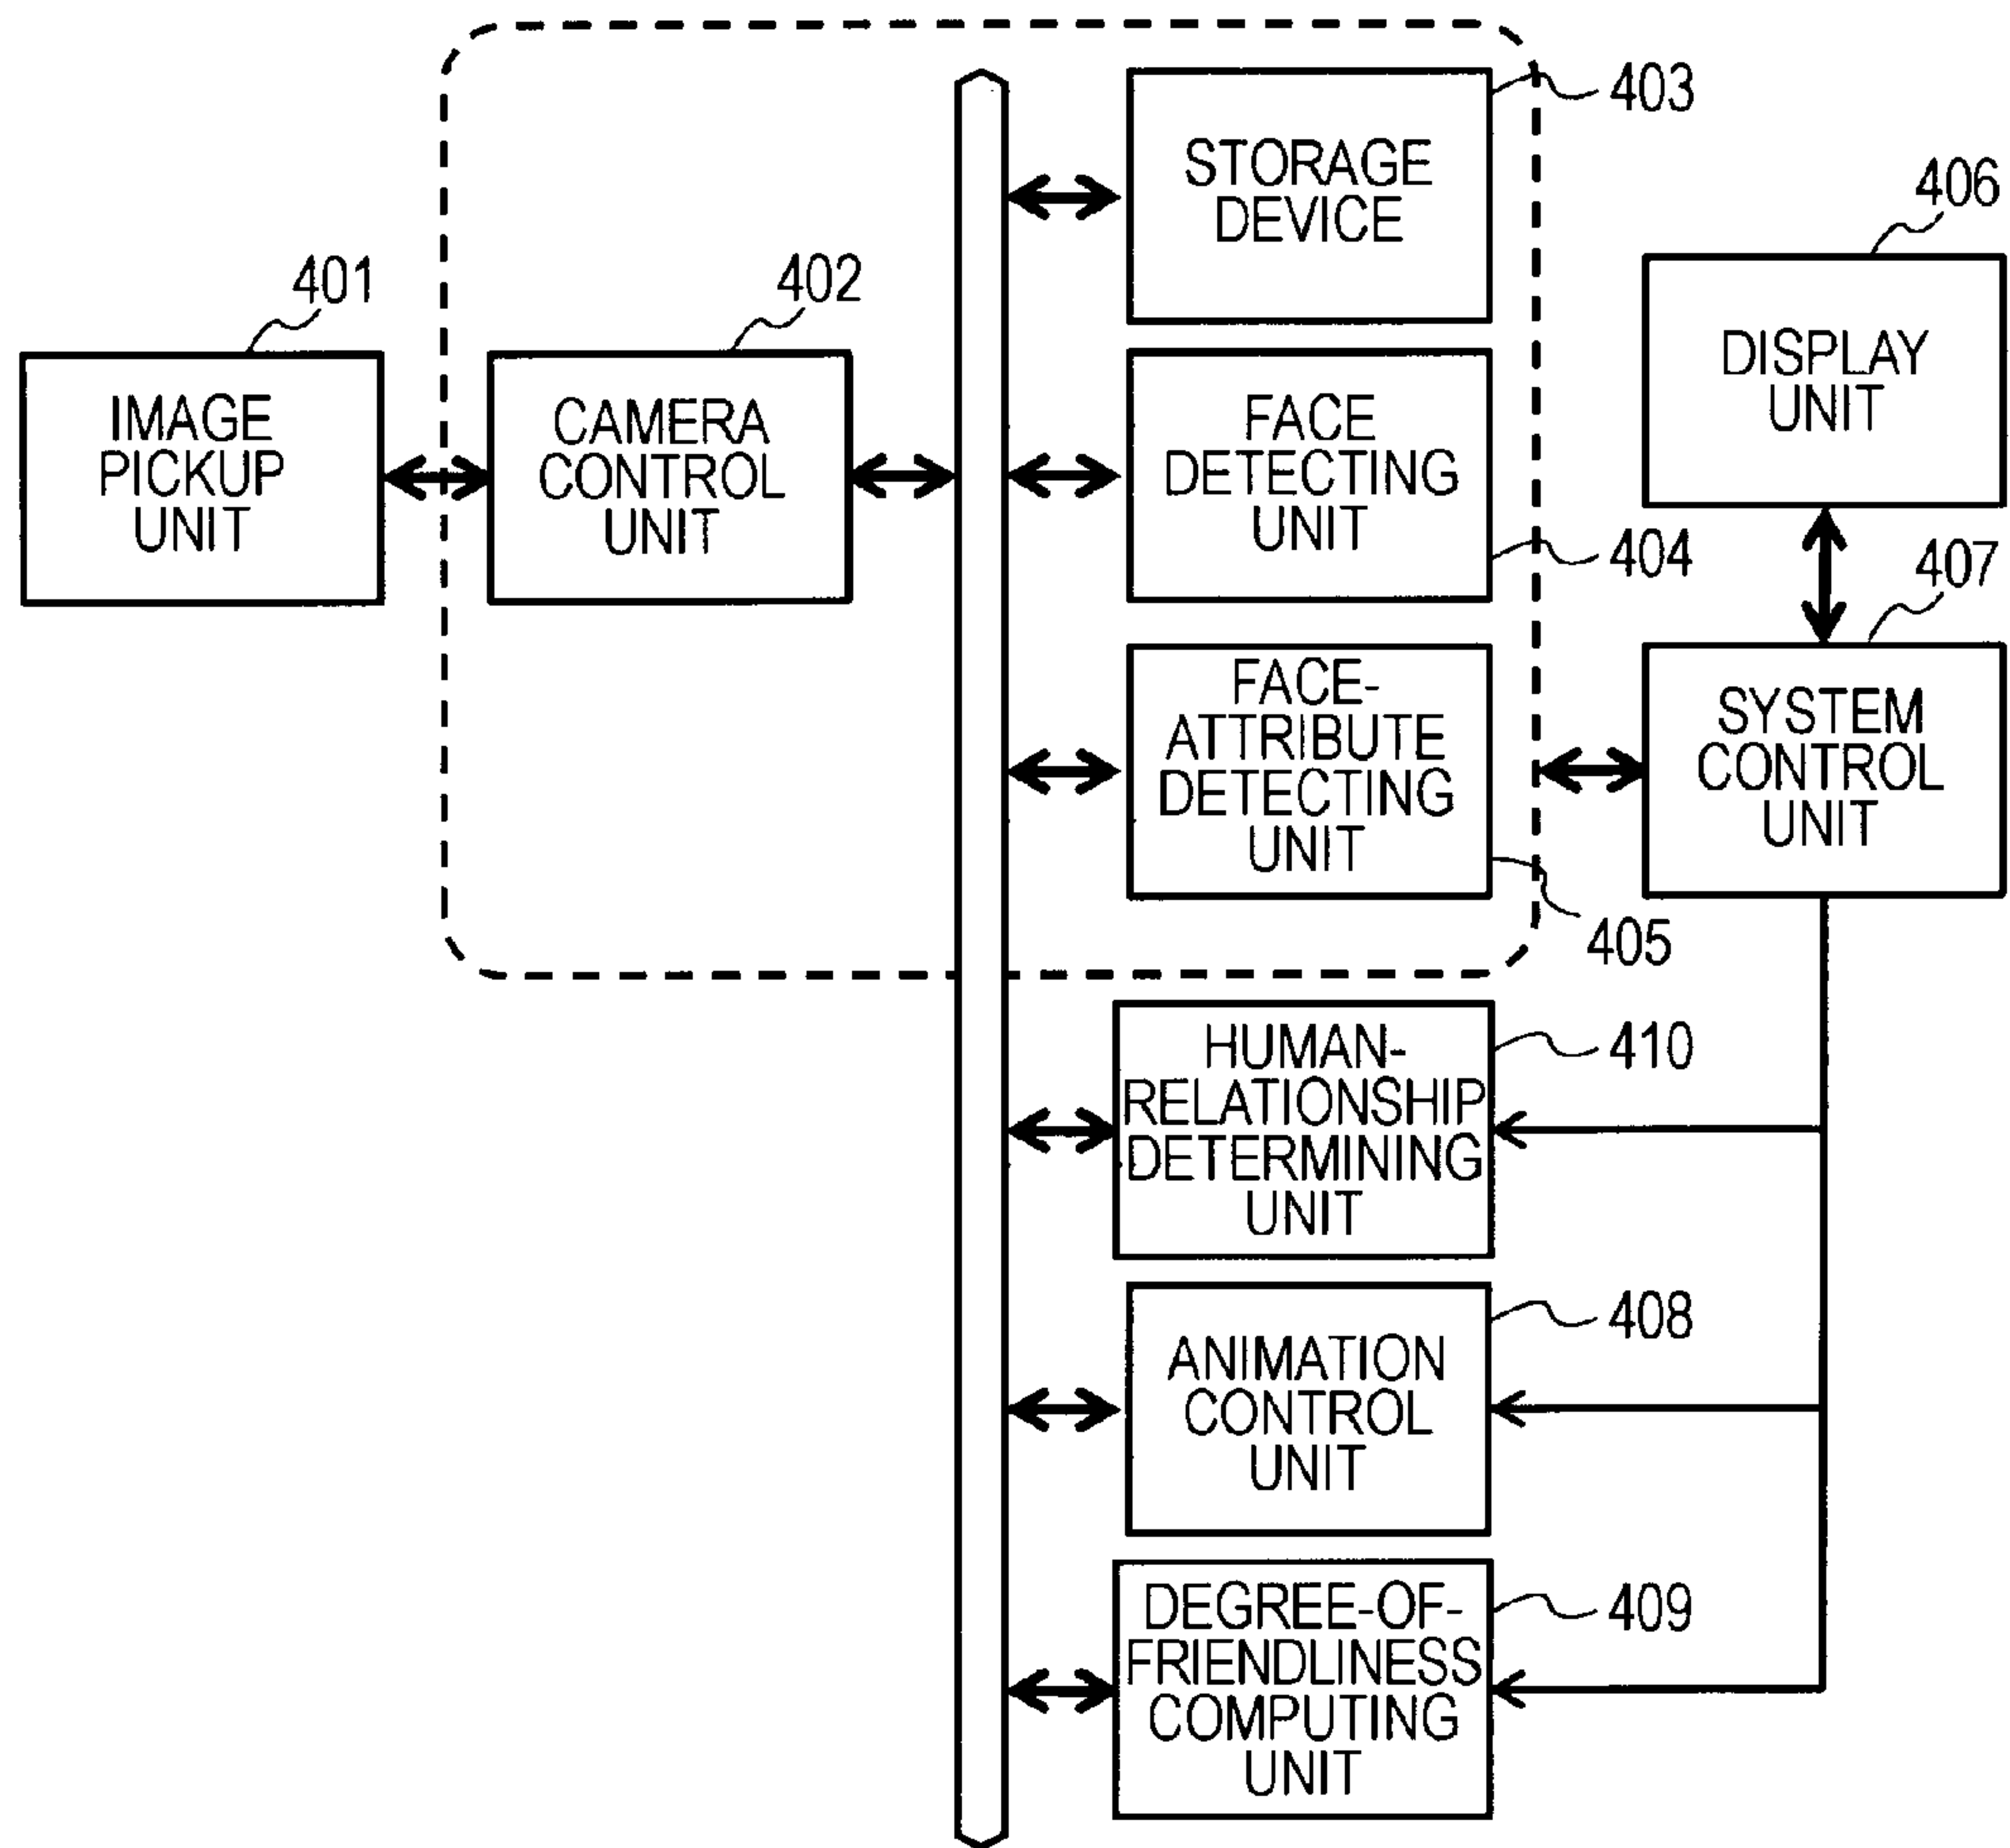 403
STORAGE
DEVICE
406
401
402
DISPLAY
UNIT
IMAGE
PICKUP
UNIT
CAMERA
CONTROL
UNIT
FACE
DETECTING
UNIT
404
407
FACE-
ATTRIBUTE
DETECTING
UNIT
SYSTEM
CONTROL
UNIT
405
HUMAN-
RELATIONSHIP
DETERMINING
UNIT
410
408
ANIMATION
CONTROL
UNIT
DEGREE-OF-
FRIENDLINESS
COMPUTING
UNIT
409